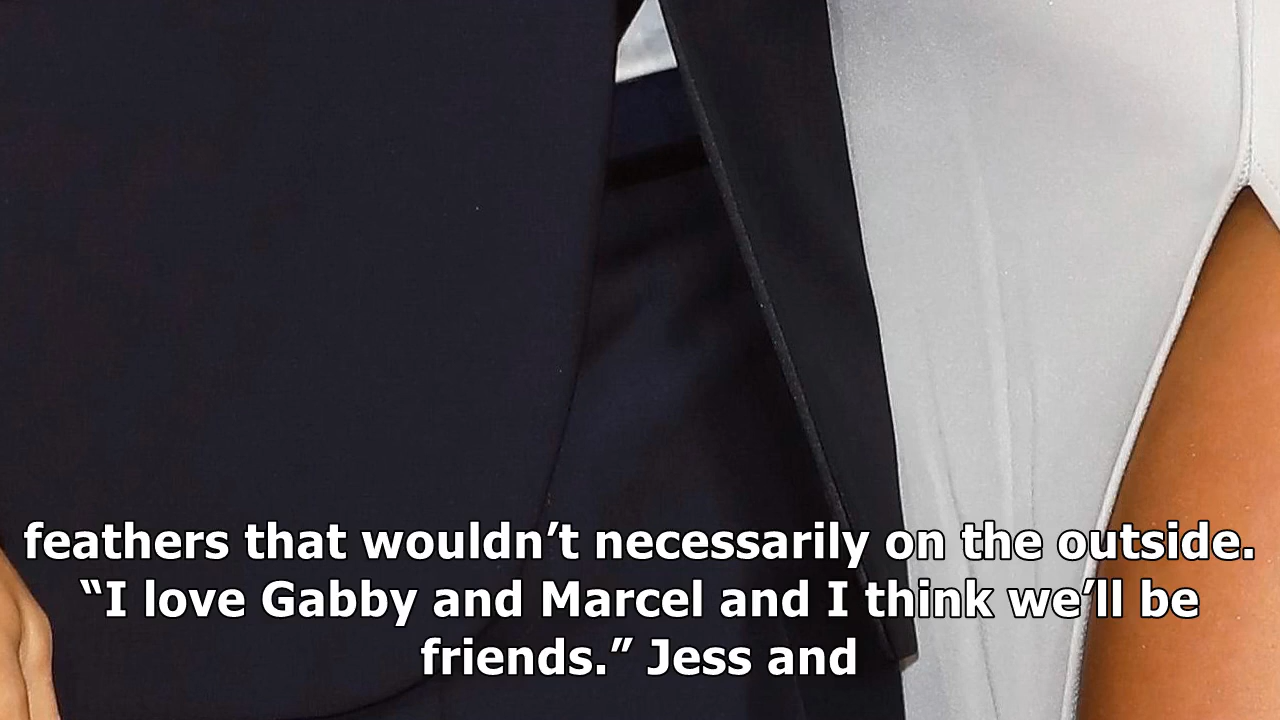 feathers that wouldn’t necessarily on the outside.
“I love Gabby and Marcel and I think we’ll be
friends.” Jess and